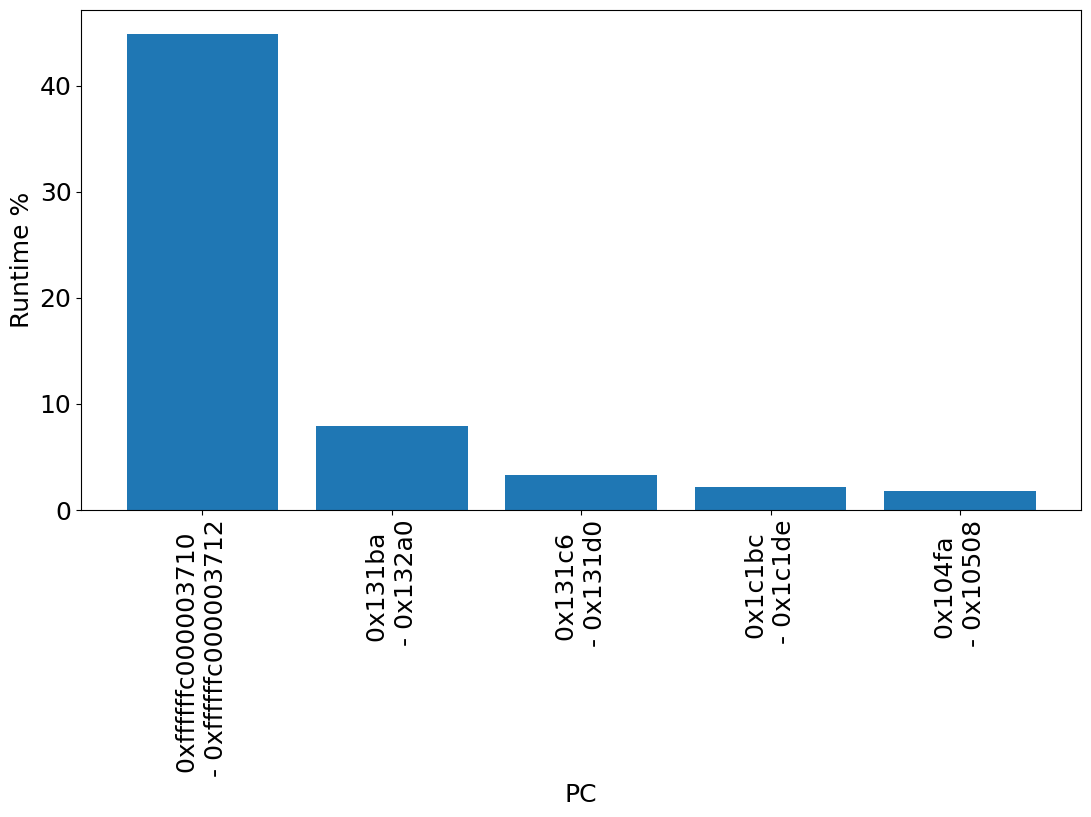 Runtime %
40
30
20
10
0
0xffffffc000003710
- 0xffffffc000003712
0x131ba
- 0x132a0
0x131c6
- 0x131d0
0x1c1bc
- 0x1c1de
0x104fa
- 0x10508
PC